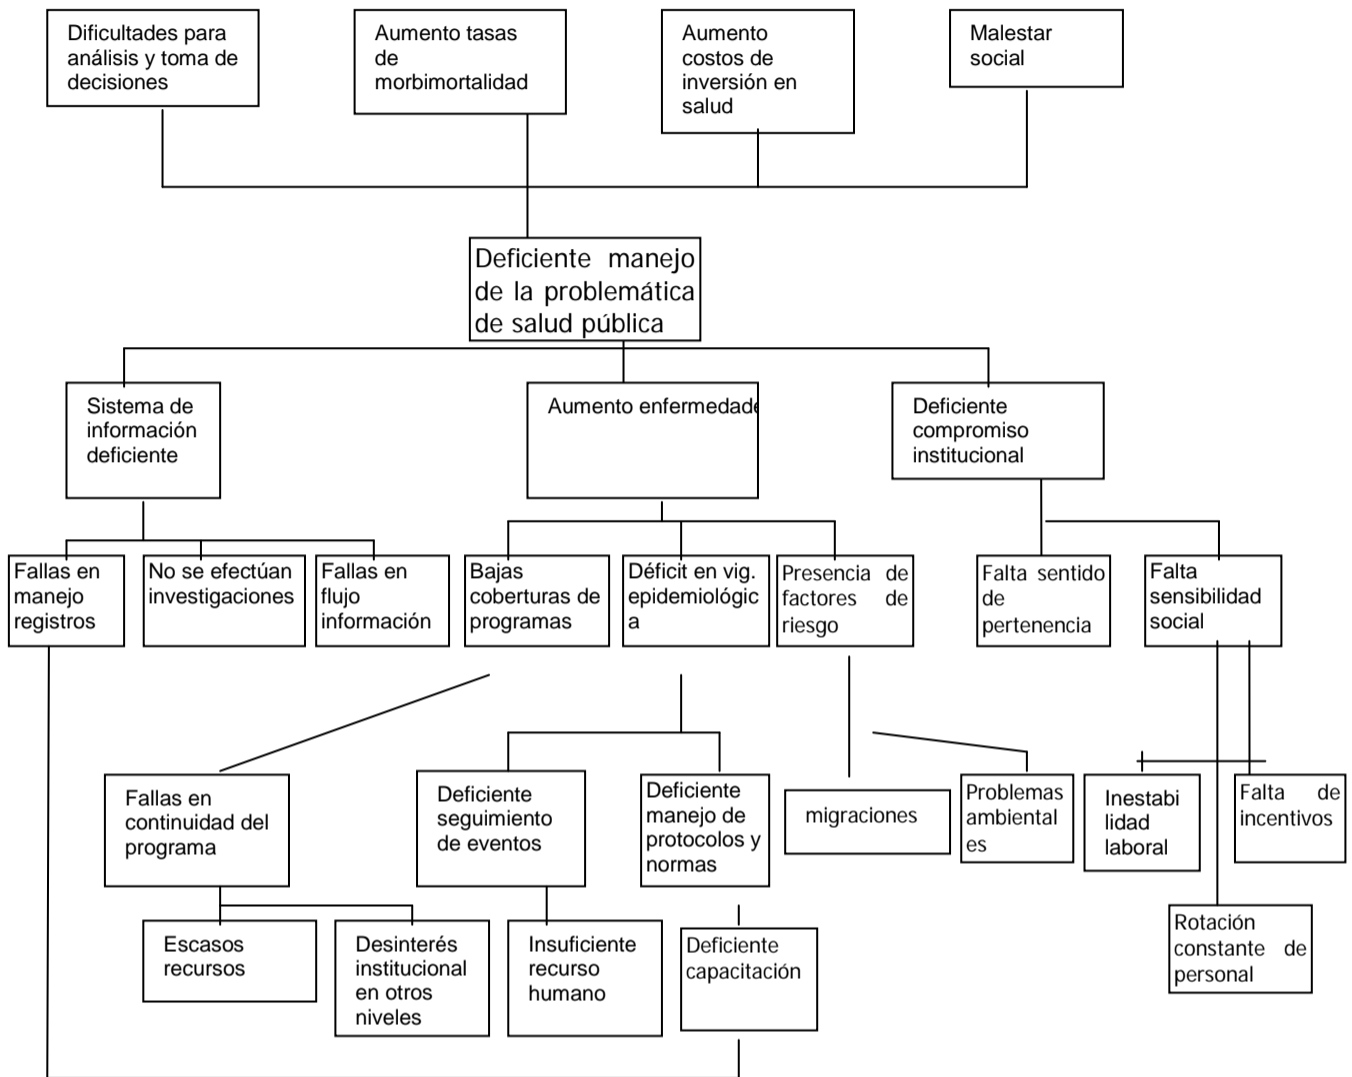 Dificultades para
análisis y toma de
decisiones
Aumento tasas
de
morbimortalidad
Aumento
costos de
inversión en
salud
Malestar
social
Deficiente manejo
de la problemática
de salud pública
Sistema de
información
deficiente
Aumento enfermedade
Deficiente
compromiso
institucional
Fallas en
manejo
registros
No se efectúan
investigaciones
Fallas en
flujo
información
Bajas
coberturas de
programas
Déficit en vig.
epidemiológic
a
Presencia de
factores de
riesgo
Falta sentido
de
pertenencia
Falta
sensibilidad
social
Fallas en
continuidad del
programa
Deficiente
seguimiento
de eventos
Deficiente
manejo de
protocolos y
normas
migraciones
Problemas
ambiental
es
Inestabi
lidad
laboral
Falta de
incentivos
Escasos
recursos
Desinterés
institucional
en otros
niveles
Insuficiente
recurso
humano
Deficiente
capacitación
Rotación
constante de
personal